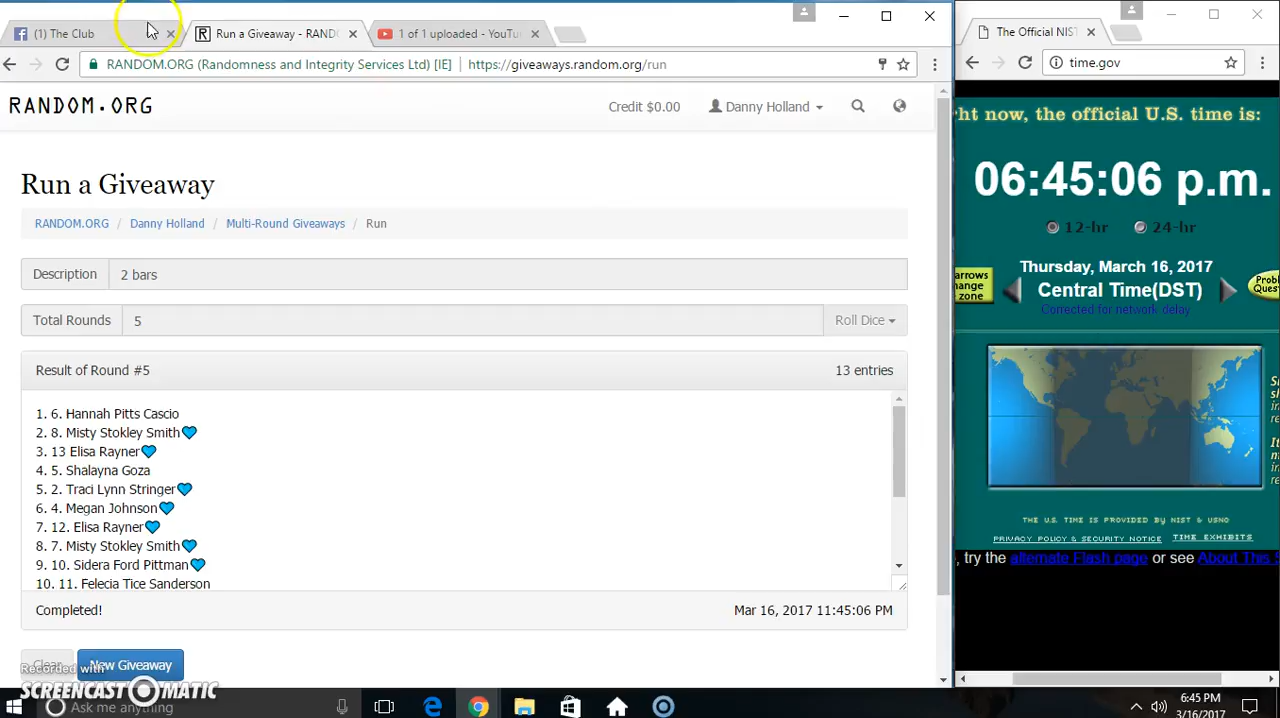 (1) The Club
Run a Giveaway - RANDO
1 of 1 uploaded - YouTu
RANDOM.ORG (Randomness and Integrity Services Ltd) [IE] | https://giveaways.random.org/run
RANDOM.ORG
Credit $0.00
Danny Holland
Run a Giveaway
RANDOM.ORG / Danny Holland / Multi-Round Giveaways / Run
Description 2 bars
Total Rounds 5 Roll Dice
Result of Round #5 13 entries
1. 6. Hannah Pitts Cascio
2. 8. Misty Stokley Smith
3. 13 Elisa Rayner
4. 5. Shalayna Goza
5. 2. Traci Lynn Stringer
6. 4. Megan Johnson
7. 12. Elisa Rayner
8. 7. Misty Stokley Smith
9. 10. Sidera Ford Pittman
10. 11. Felecia Tice Sanderson
Completed! Mar 16, 2017 11:45:06 PM
Clear New Giveaway
Recorded with
SCREENCAST-O-MATIC
Ask me anything
The Official NIST
time.gov
ht now, the official U.S. time is:
06:45:06 p.m.
12-hr 24-hr
arrows
hange
zone
Thursday, March 16, 2017
Central Time(DST)
Corrected for network delay
Probl
Ques
THE U.S. TIME IS PROVIDED BY NIST & USNO
PRIVACY POLICY & SECURITY NOTICE TIME EXHIBITS
, try the alternate Flash page or see About This S
6:45 PM
3/16/2017